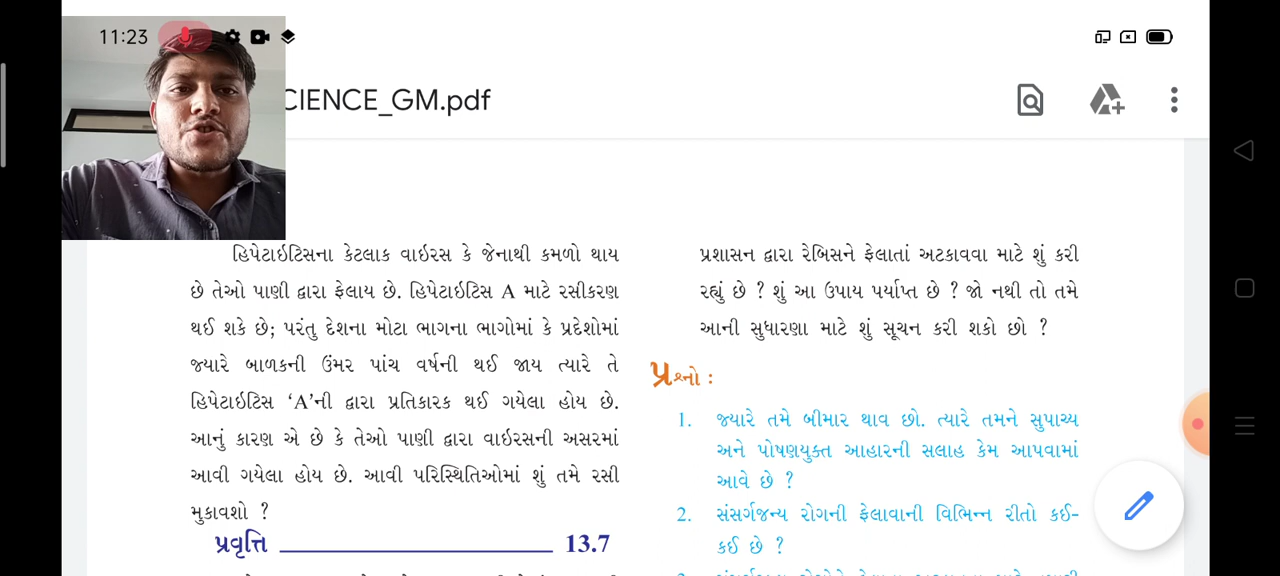 11:23
CIENCE_GM.pdf
હિપેટાઇટિસના કેટલાક વાઇરસ કે જેનાથી કમળો થાય
છે તેઓ પાણી દ્વારા ફેલાય છે. હિપેટાઇટિસ A માટે રસીકરણ
થઈ શકે છે; પરંતુ દેશના મોટા ભાગના ભાગોમાં કે પ્રદેશોમાં
જ્યારે બાળકની ઉંમર પાંચ વર્ષની થઈ જાય ત્યારે તે
હિપેટાઇટિસ ‘A’ની દ્વારા પ્રતિકારક થઈ ગયેલા હોય છે.
આનું કારણ એ છે કે તેઓ પાણી દ્વારા વાઇરસની અસરમાં
આવી ગયેલા હોય છે. આવી પરિસ્થિતિઓમાં શું તમે રસી
મુકાવશો ?
પ્રવૃત્તિ 13.7
પ્રશાસન દ્વારા રેબિસને ફેલાતાં અટકાવવા માટે શું કરી
રહ્યું છે ? શું આ ઉપાય પર્યાપ્ત છે ? જો નથી તો તમે
આની સુધારણા માટે શું સૂચન કરી શકો છો ?
પ્રશ્નો :
1. જ્યારે તમે બીમાર થાવ છો. ત્યારે તમને સુપાચ્ય
અને પોષણયુક્ત આહારની સલાહ કેમ આપવામાં
આવે છે ?
2. સંસર્ગજન્ય રોગની ફેલાવાની વિભિન્ન રીતો કઈ-
કઈ છે ?